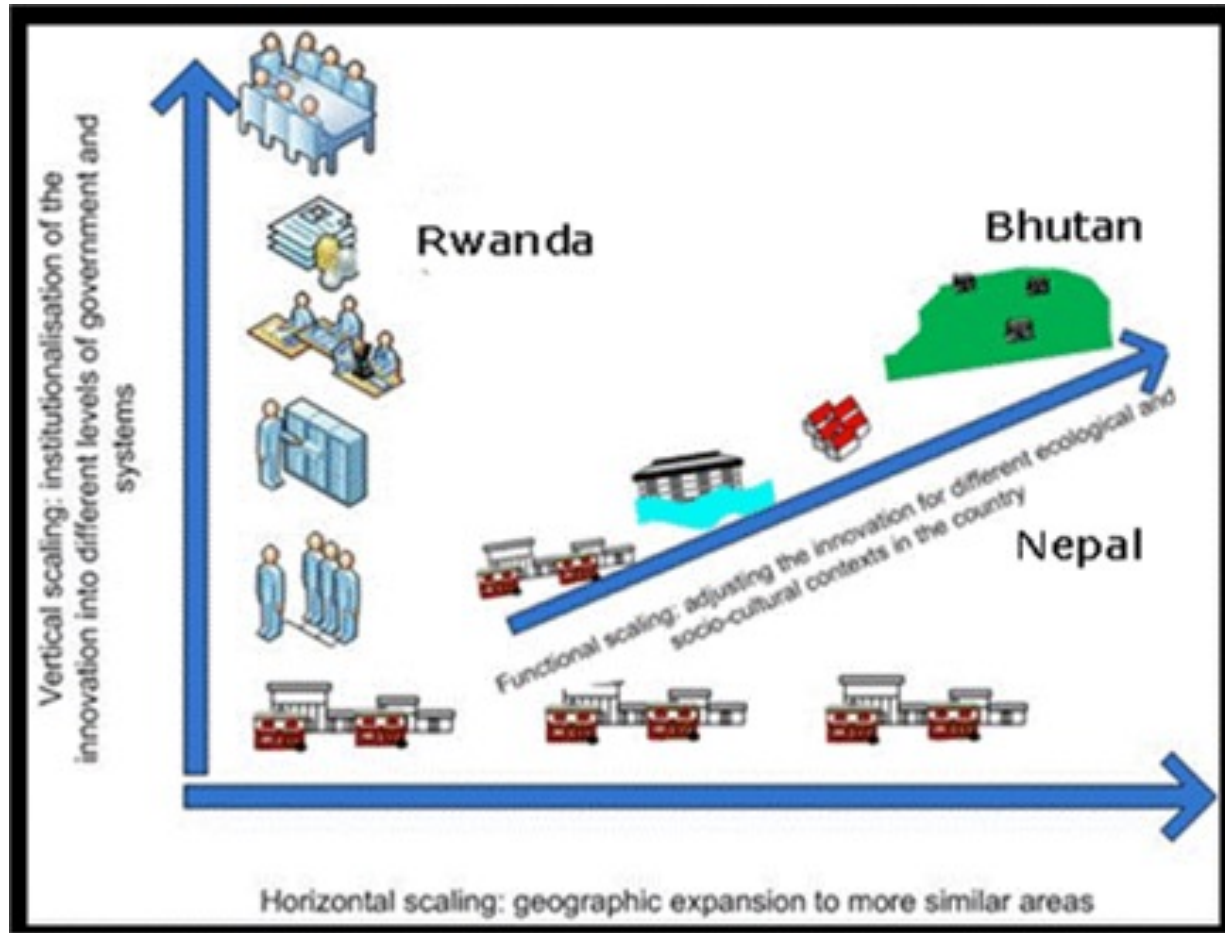 Vertical scaling: institutionalisation of the
innovation into different levels of government and
systems
Rwanda
Bhutan
Functional scaling: adjusting the innovation for different ecological and
socio-cultural contexts in the country
Nepal
Horizontal scaling: geographic expansion to more similar areas